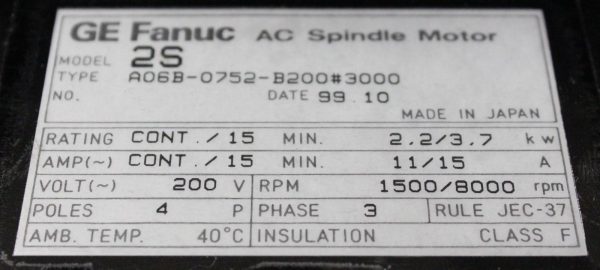 GE Fanuc AC Spindle Motor
MODEL 2S
TYPE A06B-0752-B200#3000
NO. DATE 99.10
MADE IN JAPAN
RATING CONT. / 15 MIN. 2.2/3.7 kw
AMP(~) CONT. / 15 MIN. 11/15 A
VOLT(~) 200 V RPM 1500/8000 rpm
POLES 4 P PHASE 3 RULE JEC-37
AMB. TEMP. 40°C INSULATION CLASS F